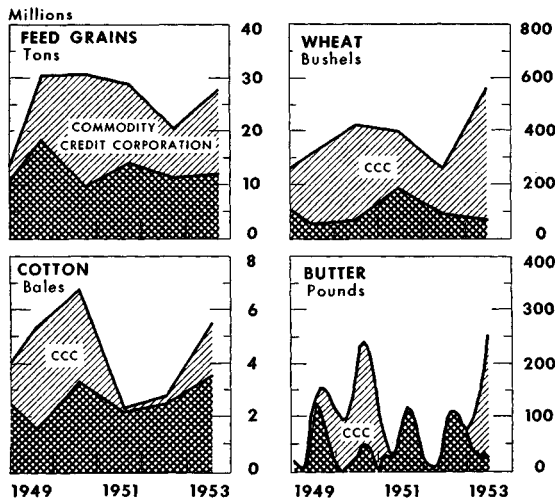 Millions
FEED GRAINS
Tons
40
30
20
10
0
COMMODITY
CREDIT CORPORATION
WHEAT
Bushels
800
600
400
200
0
CCC
COTTON
Bales
8
6
4
2
0
CCC
BUTTER
Pounds
400
300
200
100
0
CCC
1949 1951 1953
1949 1951 1953